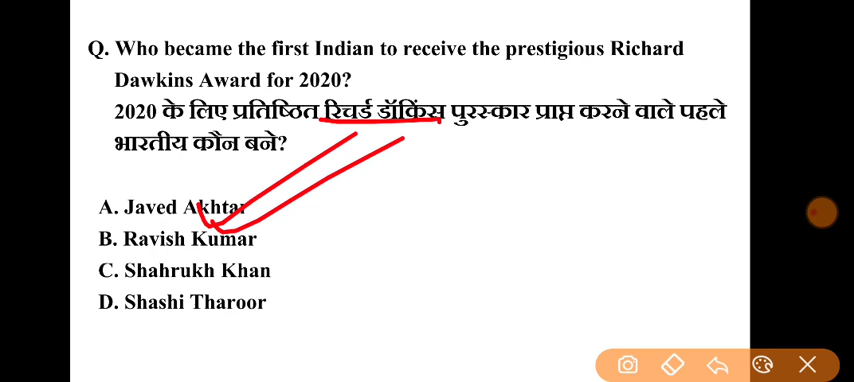 Q. Who became the first Indian to receive the prestigious Richard
Dawkins Award for 2020?
2020 के लिए प्रतिष्ठित रिचर्ड डॉकिंस पुरस्कार प्राप्त करने वाले पहले
भारतीय कौन बने?
A. Javed Akhtar
B. Ravish Kumar
C. Shahrukh Khan
D. Shashi Tharoor